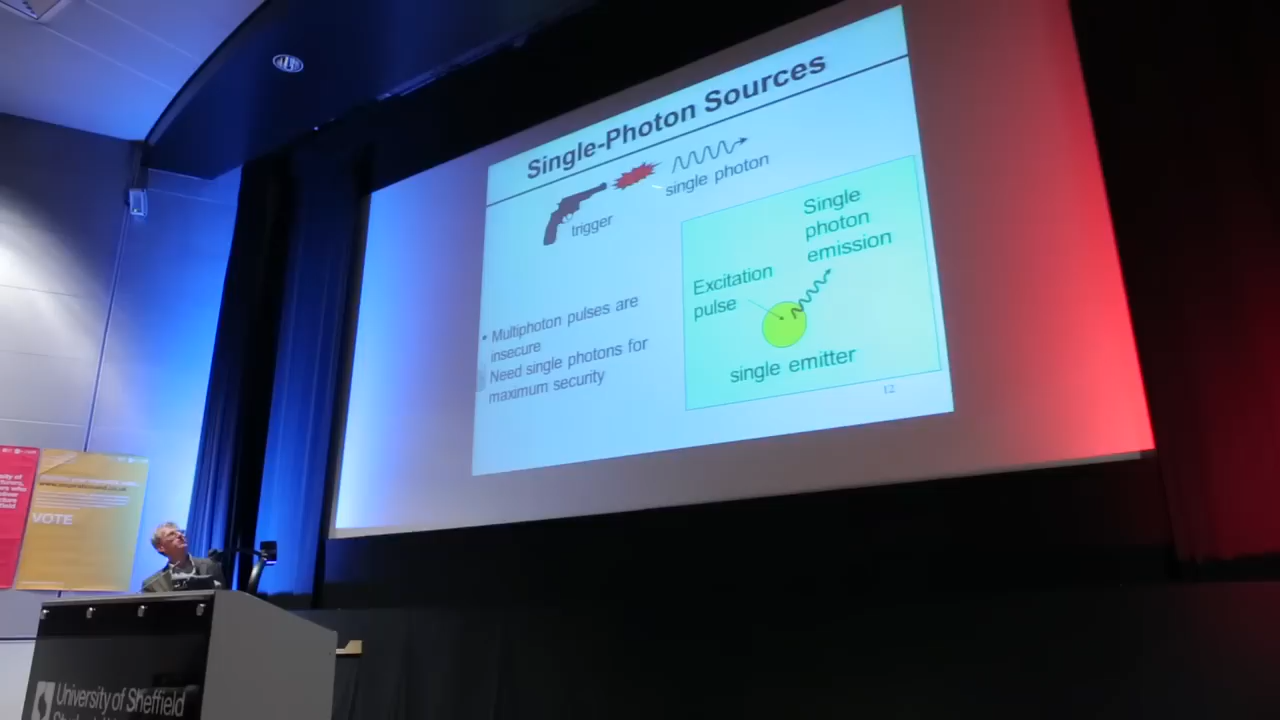 Single-Photon Sources
single photon
trigger
Single
photon
emission
Excitation
pulse
• Multiphoton pulses are
insecure
Need single photons for
maximum security
single emitter
12
VOTE
University of Sheffield